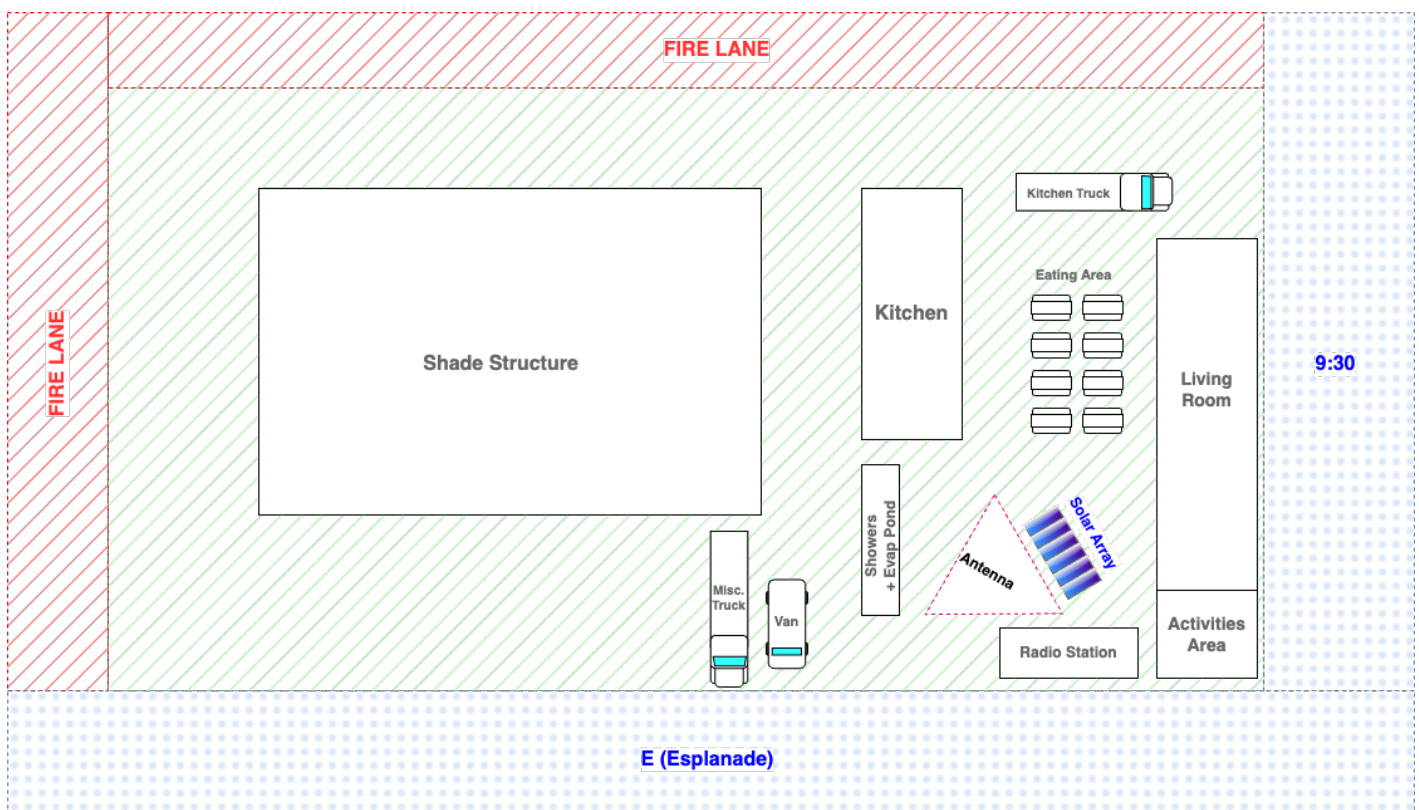 FIRE LANE
FIRE LANE
Kitchen Truck
Eating Area
Kitchen
Shade Structure
Living
Room
9:30
Showers
+ Evap Pond
Antenna
Solar Array
Misc.
Truck
Van
Radio Station
Activities
Area
E (Esplanade)